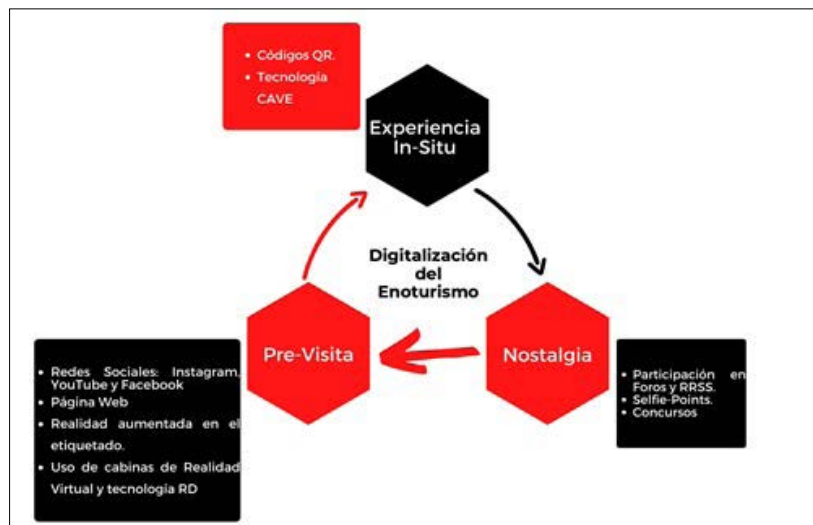 • Códigos QR.
• Tecnología
CAVE
Experiencia
In-Situ
Digitalización
del
Enoturismo
Pre-Visita
Nostalgia
• Redes Sociales: Instagram,
YouTube y Facebook
• Página Web
• Realidad aumentada en el
etiquetado.
• Uso de cabinas de Realidad
Virtual y tecnología RD
• Participación en
Foros y RRSS.
• Selfie-Points.
• Concursos